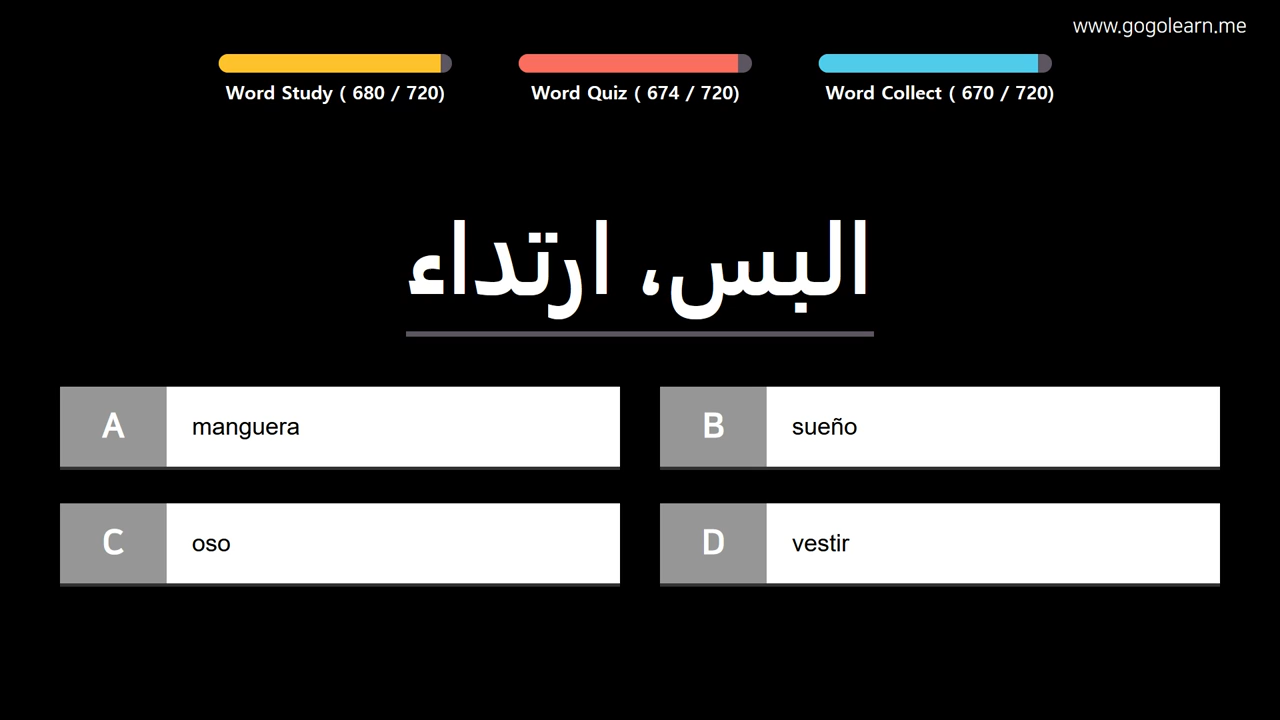 www.gogolearn.me
Word Study ( 680 / 720)
Word Quiz ( 674 / 720)
Word Collect ( 670 / 720)
البس، ارتداء
A
manguera
B
sueño
C
oso
D
vestir